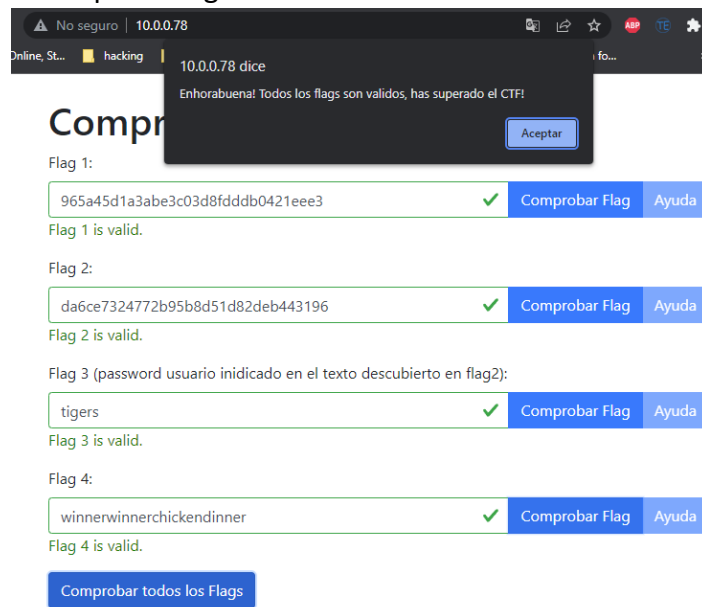 No seguro | 10.0.0.78
Online, St... hacking fo...
10.0.0.78 dice
Enhorabuena! Todos los flags son validos, has superado el CTF!
Aceptar
Compr
Flag 1:
965a45d1a3abe3c03d8fdddb0421eee3 Comprobar Flag Ayuda
Flag 1 is valid.
Flag 2:
da6ce7324772b95b8d51d82deb443196 Comprobar Flag Ayuda
Flag 2 is valid.
Flag 3 (password usuario inidicado en el texto descubierto en flag2):
tigers Comprobar Flag Ayuda
Flag 3 is valid.
Flag 4:
winnerwinnerchickendinner Comprobar Flag Ayuda
Flag 4 is valid.
Comprobar todos los Flags